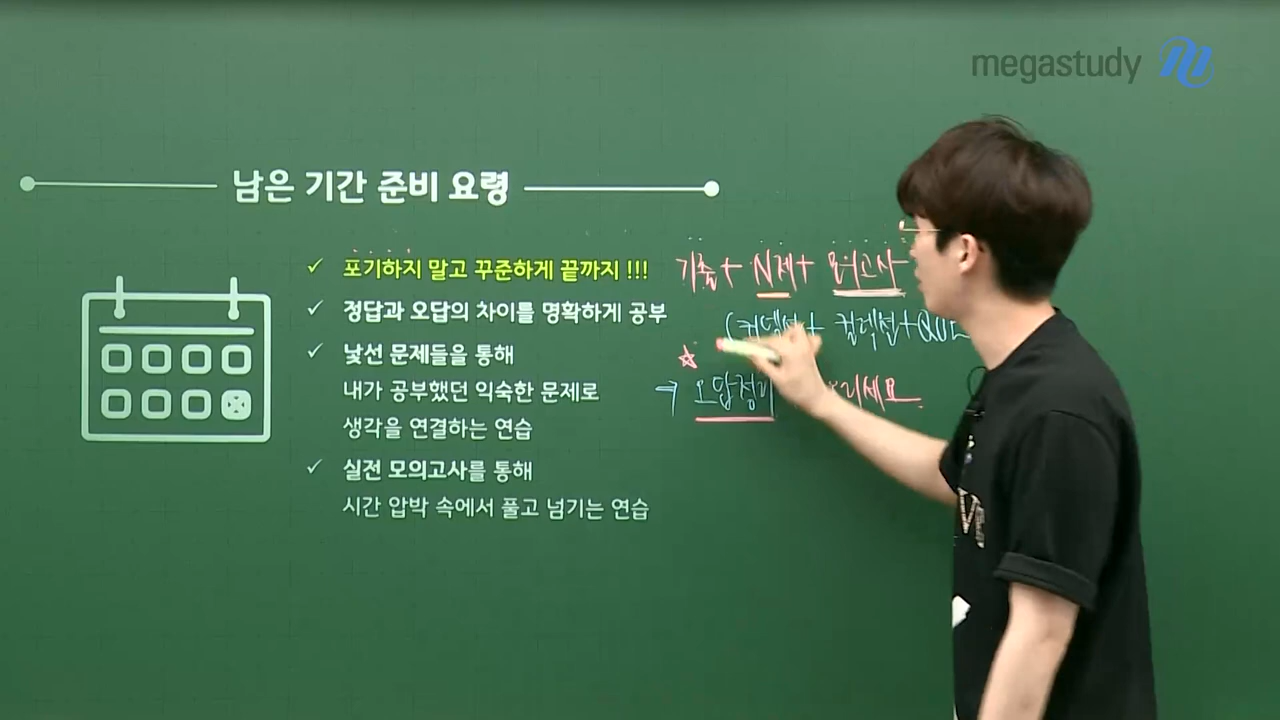 megastudy
남은 기간 준비 요령
✓ 포기하지 말고 꾸준하게 끝까지 !!!
✓ 정답과 오답의 차이를 명확하게 공부
✓ 낯선 문제들을 통해
내가 공부했던 익숙한 문제로
생각을 연결하는 연습
✓ 실전 모의고사를 통해
시간 압박 속에서 풀고 넘기는 연습
기출 + N제 + 모의고사
+ 컬렉션 +
☆
→ 오답정리 리세요